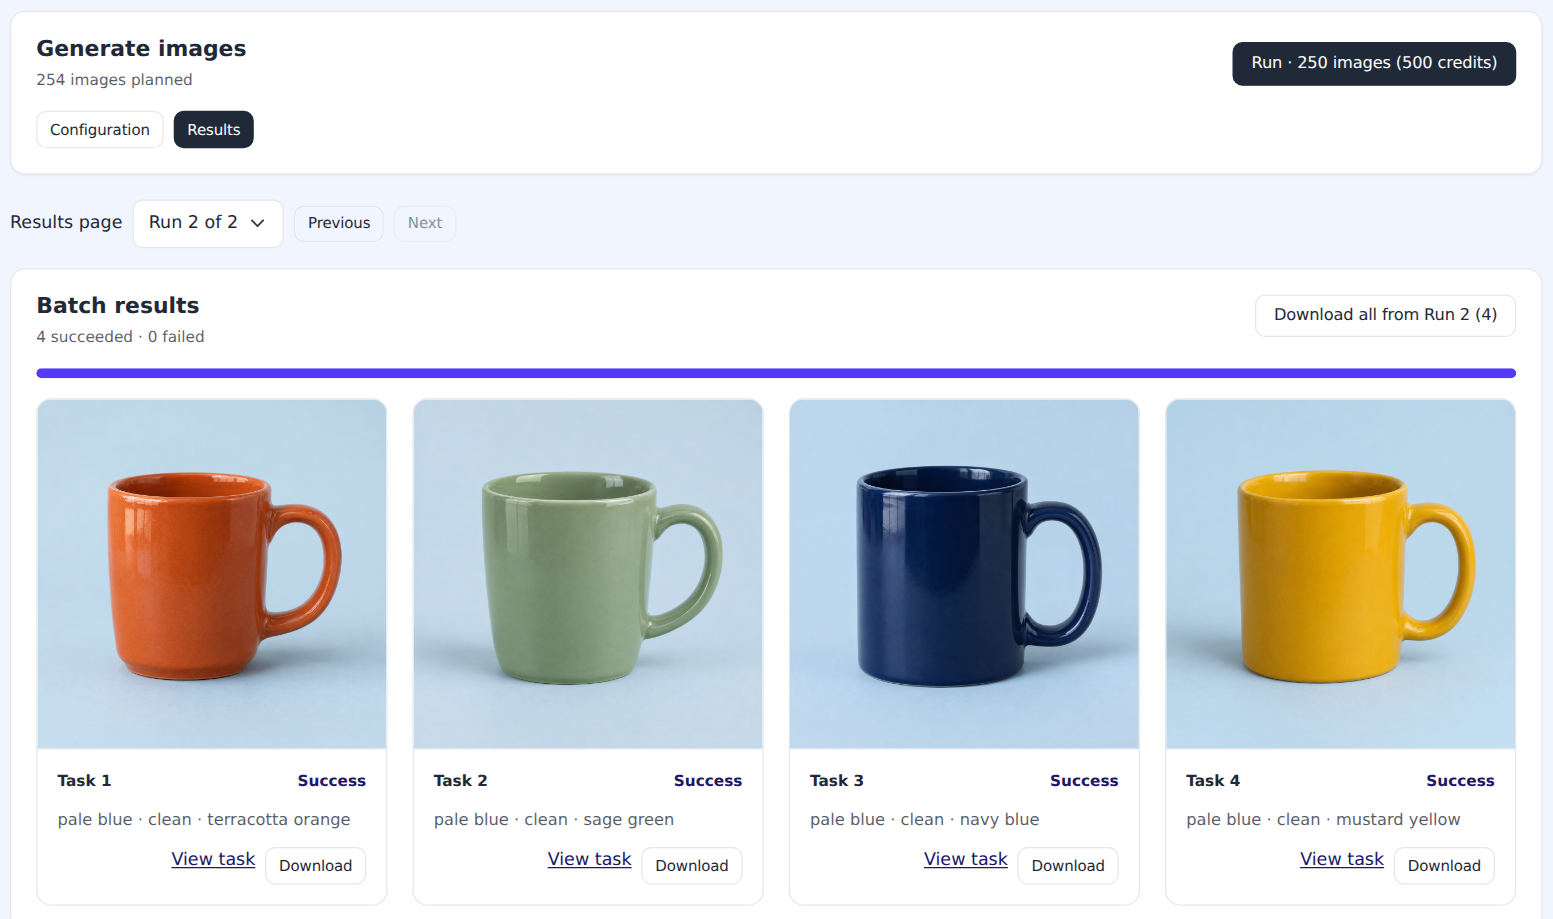 Generate images
254 images planned
Run · 250 images (500 credits)
Configuration
Results
Results page
Run 2 of 2
Previous
Next
Batch results
4 succeeded · 0 failed
Download all from Run 2 (4)
Task 1
Success
pale blue · clean · terracotta orange
View task
Download
Task 2
Success
pale blue · clean · sage green
View task
Download
Task 3
Success
pale blue · clean · navy blue
View task
Download
Task 4
Success
pale blue · clean · mustard yellow
View task
Download